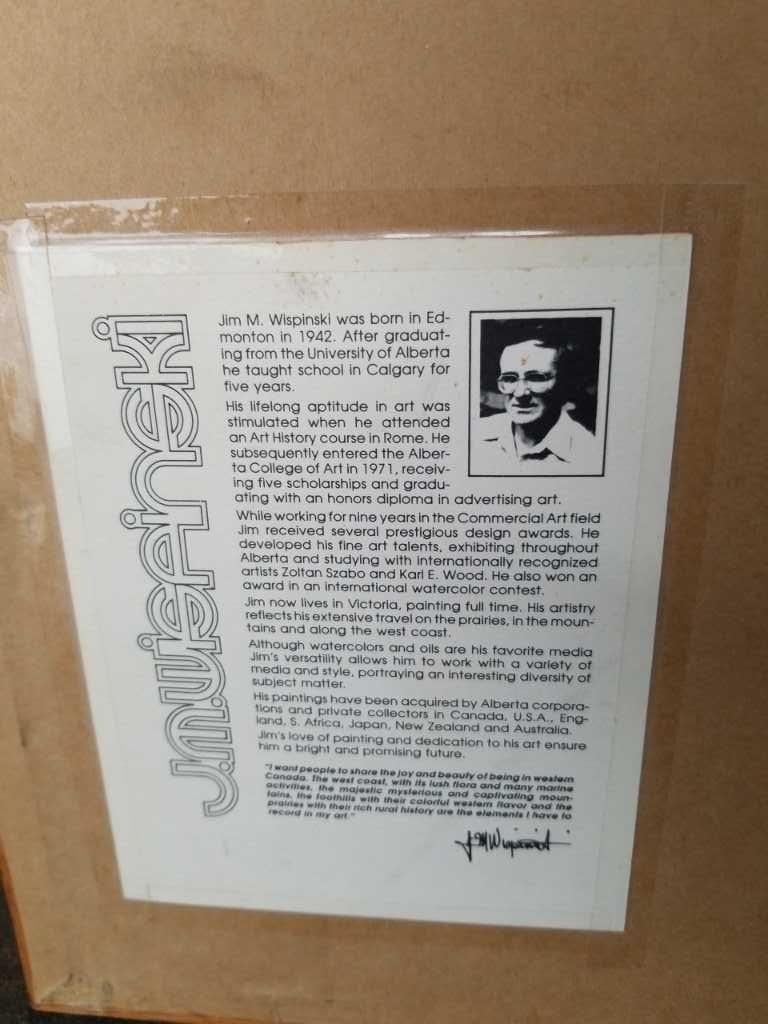 J.M. Wispinski
Jim M. Wispinski was born in Ed-
monton in 1942. After graduat-
ing from the University of Alberta
he taught school in Calgary for
five years.
His lifelong aptitude in art was
stimulated when he attended
an Art History course in Rome. He
subsequently entered the Alber-
ta College of Art in 1971, receiv-
ing five scholarships and gradu-
ating with an honors diploma in advertising art.
While working for nine years in the Commercial Art field
Jim received several prestigious design awards. He
developed his fine art talents, exhibiting throughout
Alberta and studying with internationally recognized
artists Zoltan Szabo and Karl E. Wood. He also won an
award in an international watercolor contest.
Jim now lives in Victoria, painting full time. His artistry
reflects his extensive travel on the prairies, in the moun-
tains and along the west coast.
Although watercolors and oils are his favorite media
Jim's versatility allows him to work with a variety of
media and style, portraying an interesting diversity of
subject matter.
His paintings have been acquired by Alberta corpora-
tions and private collectors in Canada, U.S.A., Eng-
land, S. Africa, Japan, New Zealand and Australia.
Jim's love of painting and dedication to his art ensure
him a bright and promising future.
"I want people to share the joy and beauty of being in western
Canada. The west coast, with its lush flora and many marine
activities, the majestic mysterious and captivating moun-
tains, the foothills with their colorful western flavor and the
prairies with their rich rural history are the elements I have to
record in my art."
J M Wispinski